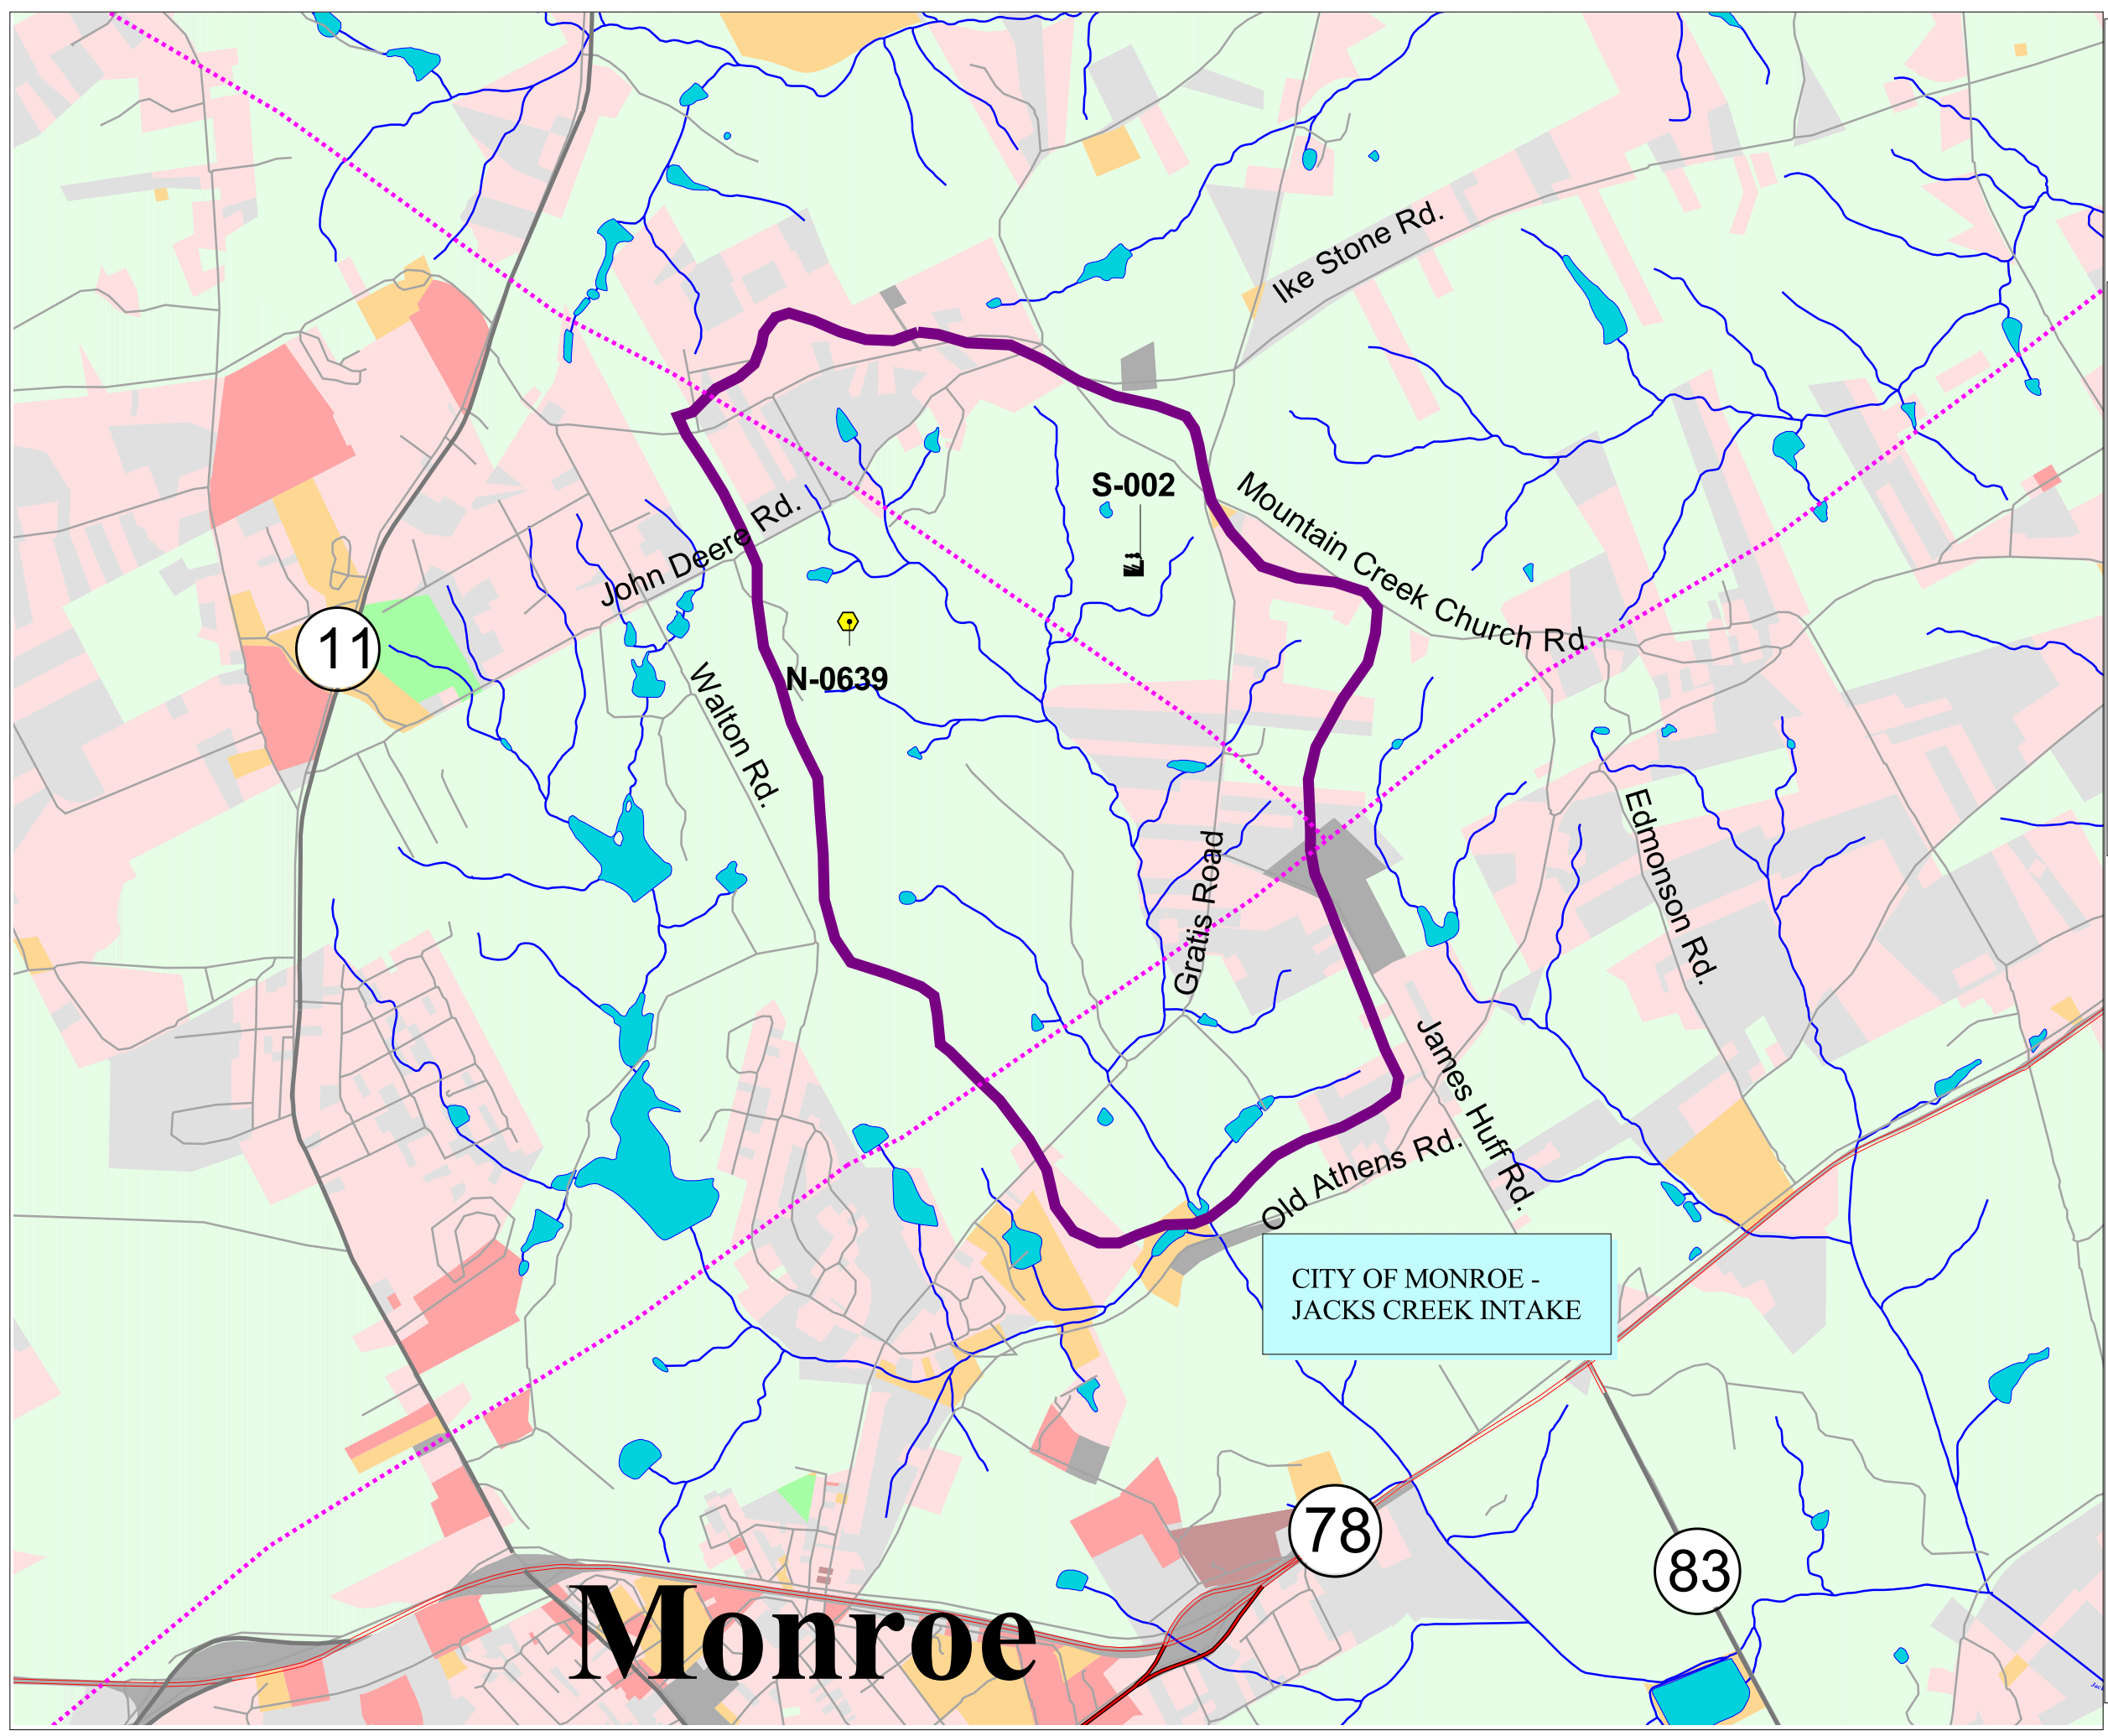 Ike Stone Rd.
S-002
Mountain Creek Church Rd
John Deere Rd.
11
N-0639
Walton Rd.
Edmonson Rd.
Gratis Road
James Huff Rd.
Old Athens Rd.
CITY OF MONROE -
JACKS CREEK INTAKE
78
83
Monroe